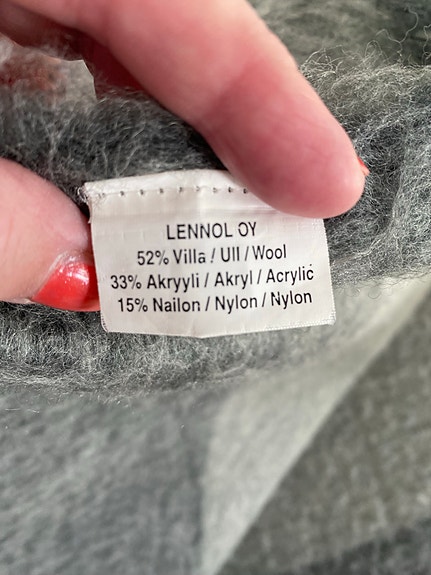 LENNOL OY
52% Villa / Ull / Wool
33% Akryyli / Akryl / Acrylic
15% Nailon / Nylon / Nylon